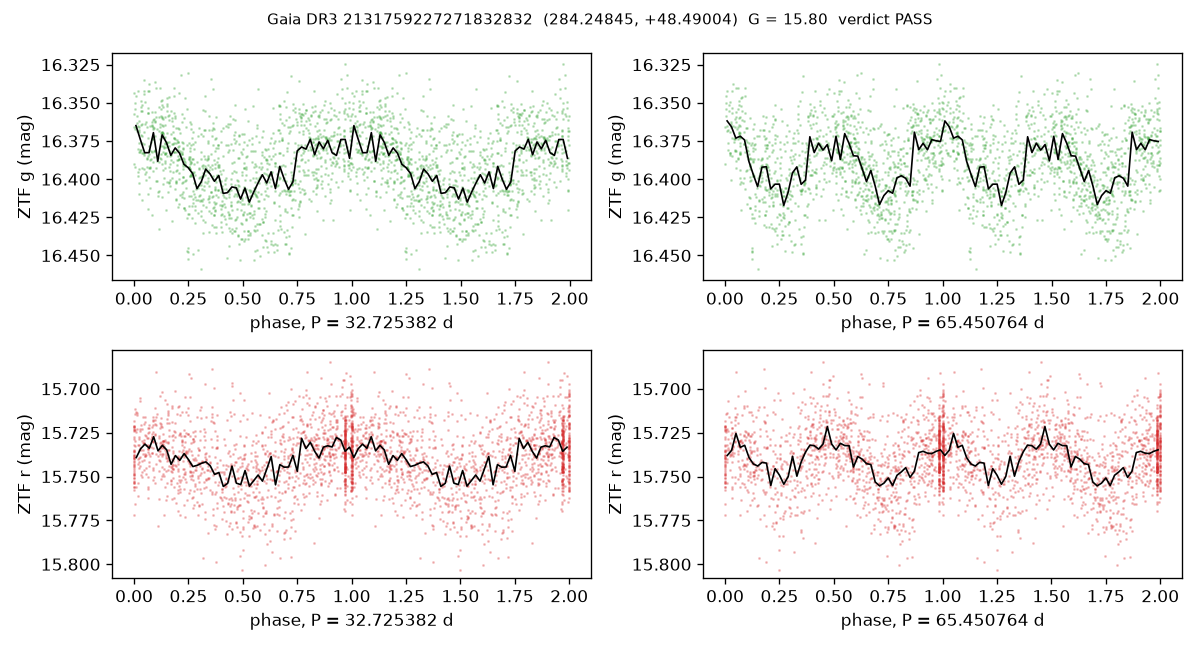 Gaia DR3 2131759227271832832 (284.24845, +48.49004) G = 15.80 verdict PASS
ZTF g (mag)
16.325
16.350
16.375
16.400
16.425
16.450
0.00 0.25 0.50 0.75 1.00 1.25 1.50 1.75 2.00
phase, P = 32.725382 d
ZTF g (mag)
16.325
16.350
16.375
16.400
16.425
16.450
0.00 0.25 0.50 0.75 1.00 1.25 1.50 1.75 2.00
phase, P = 65.450764 d
ZTF r (mag)
15.700
15.725
15.750
15.775
15.800
0.00 0.25 0.50 0.75 1.00 1.25 1.50 1.75 2.00
phase, P = 32.725382 d
ZTF r (mag)
15.700
15.725
15.750
15.775
15.800
0.00 0.25 0.50 0.75 1.00 1.25 1.50 1.75 2.00
phase, P = 65.450764 d